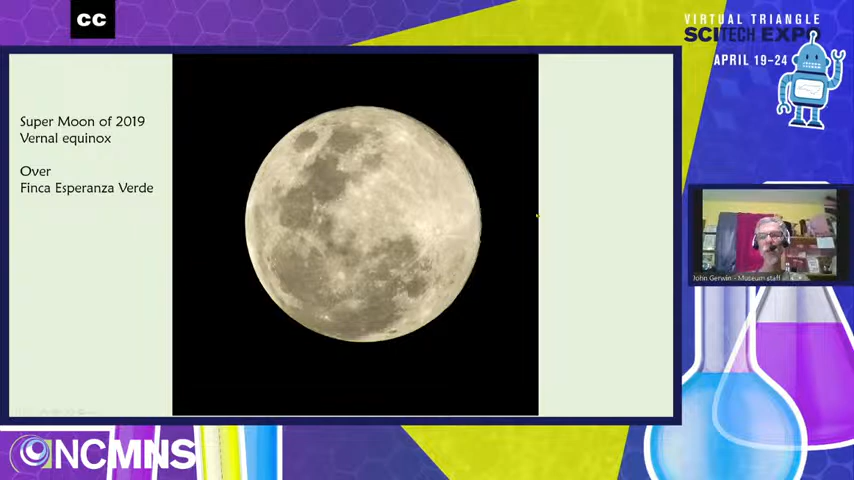 CC
VIRTUAL TRIANGLE
SCITECH EXPO
APRIL 19-24
Super Moon of 2019
Vernal equinox
Over
Finca Esperanza Verde
John Gerwin - Museum staff
NCMNS